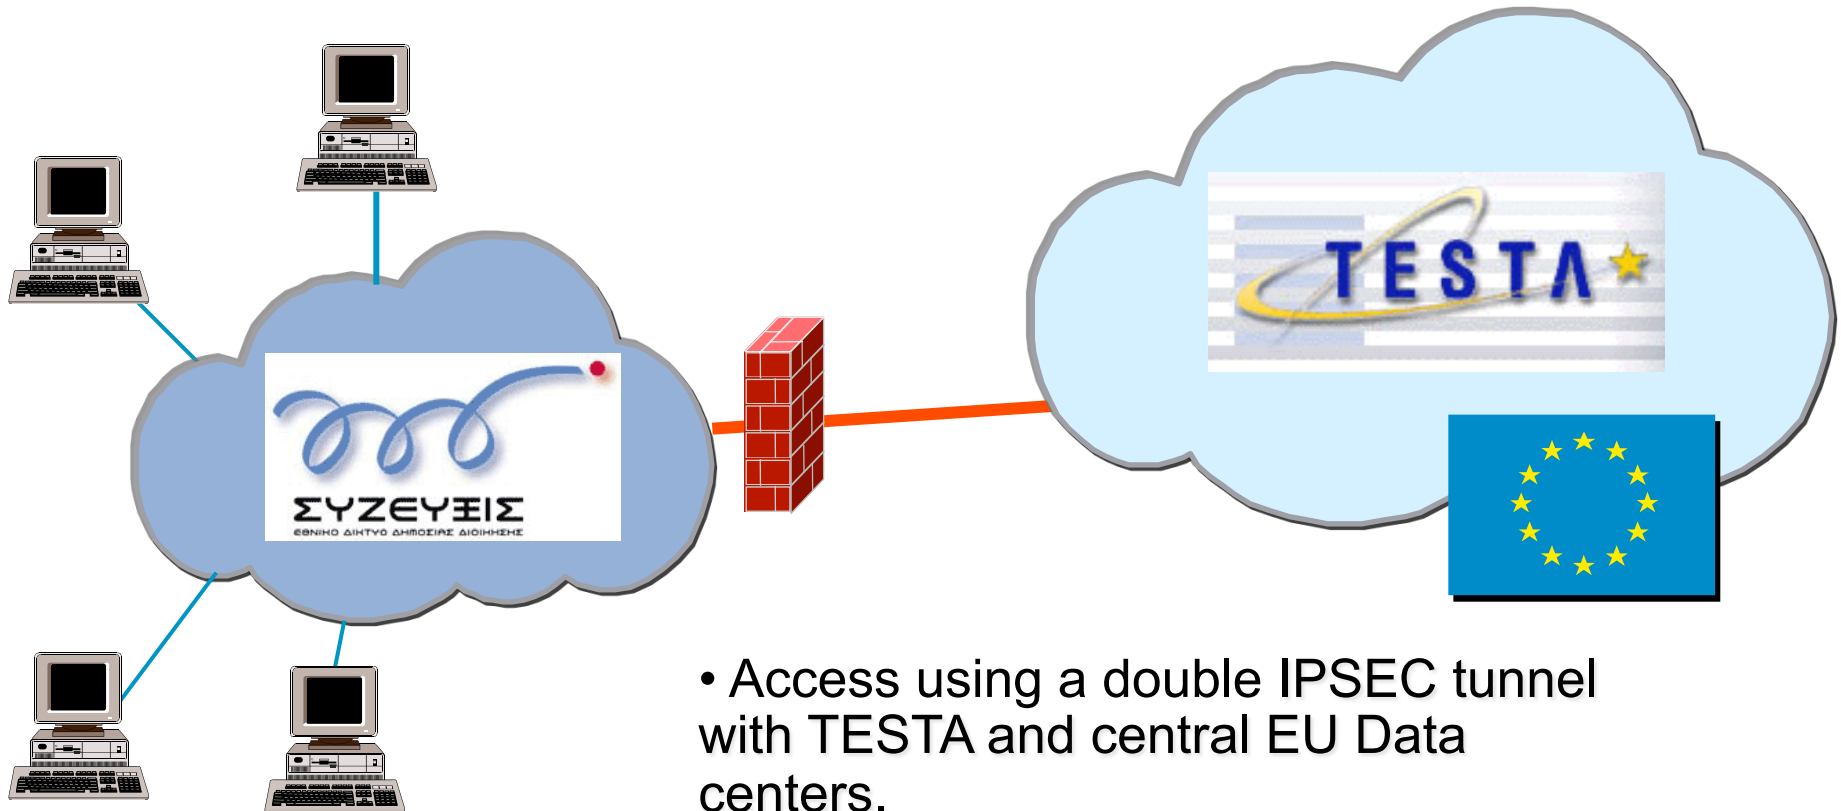 TESTA
ΣΥΖΕΥΞΙΣ
ΕΘΝΙΚΟ ΔΙΚΤΥΟ ΔΗΜΟΣΙΑΣ ΔΙΟΙΚΗΣΗΣ
• Access using a double IPSEC tunnel
with TESTA and central EU Data
centers.